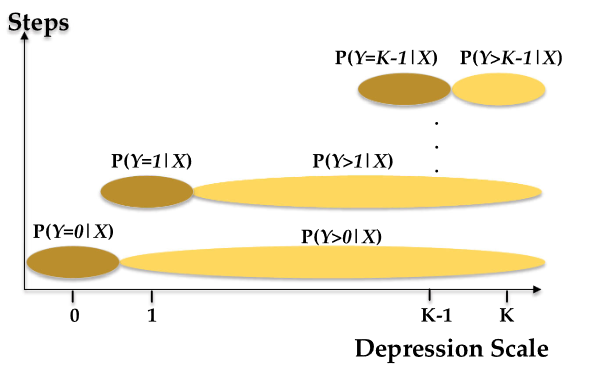 Steps
P(Y=K-1|X) P(Y>K-1|X)
.
.
.
P(Y=1|X) P(Y>1|X)
P(Y=0|X) P(Y>0|X)
0 1 K-1 K
Depression Scale